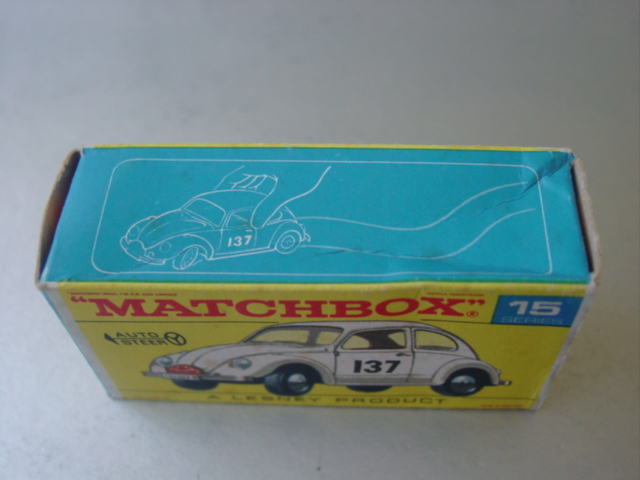 137
"MATCHBOX"®
15
SERIES
AUTO
STEER
137
A LESNEY PRODUCT